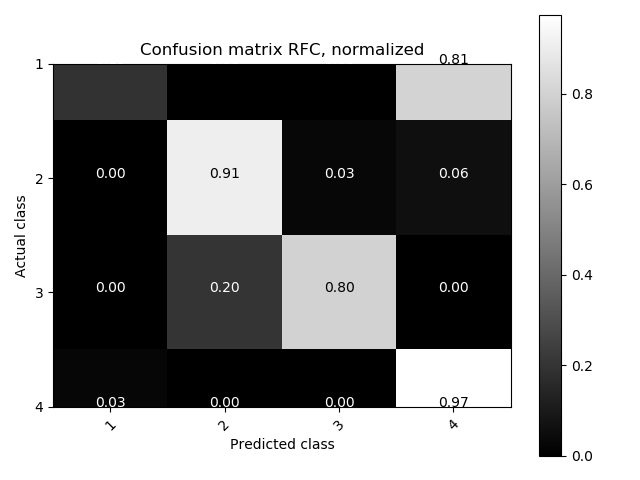 Confusion matrix RFC, normalized
0.81
1
2
3
4
0.00 0.91 0.03 0.06
0.00 0.20 0.80 0.00
0.03 0.00 0.00 0.97
1 2 3 4
Actual class
Predicted class
0.8
0.6
0.4
0.2
0.0